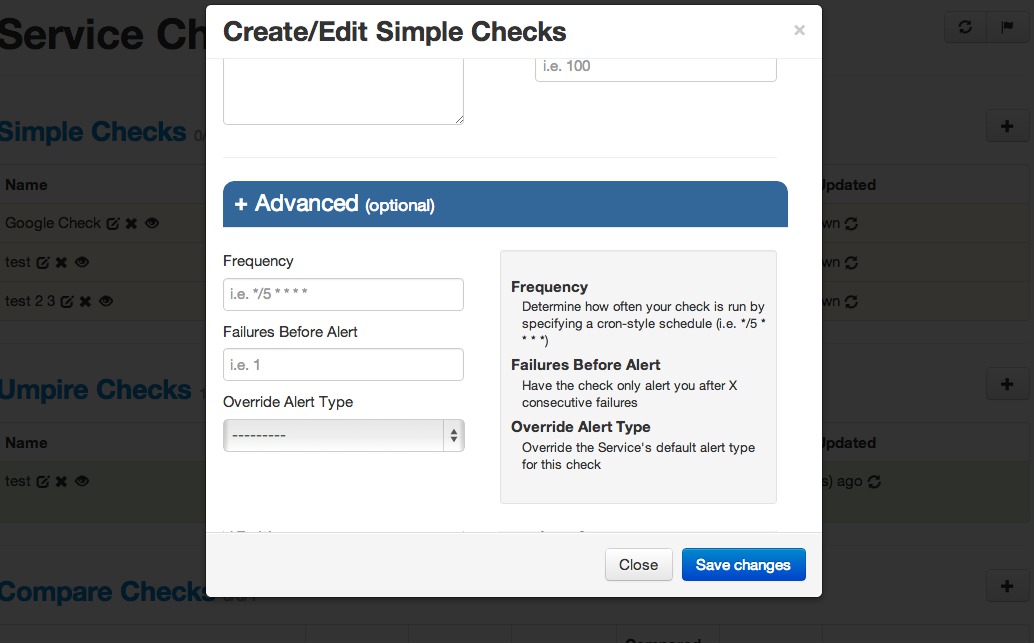 Service Ch
Create/Edit Simple Checks
×
i.e. 100
Simple Checks
Name
Updated
+ Advanced (optional)
Google Check
wn
Frequency
i.e. */5 * * * *
Frequency
Determine how often your check is run by
specifying a cron-style schedule (i.e. */5 *
* * *)
test
wn
test 2 3
wn
Failures Before Alert
i.e. 1
Failures Before Alert
Have the check only alert you after X
consecutive failures
Umpire Checks
Override Alert Type
---------
Override Alert Type
Override the Service's default alert type
for this check
Name
Updated
test
s) ago
Close
Save changes
Compare Checks
Compared